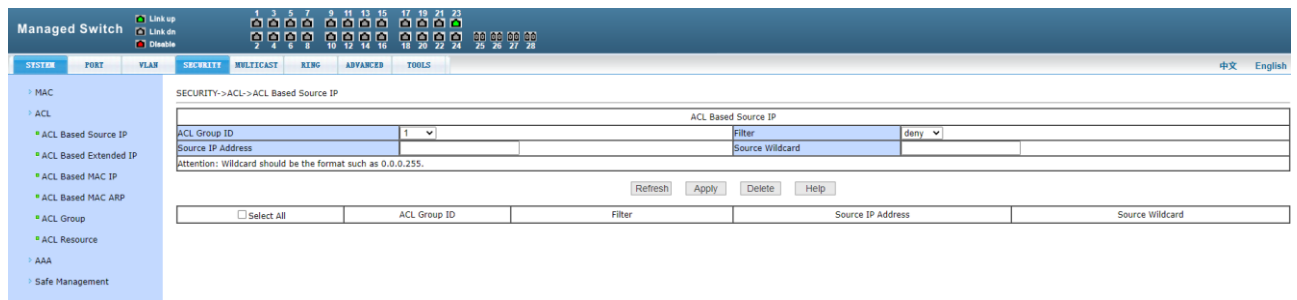 Managed Switch
Link up
Link dn
Disable
1 3 5 7 9 11 13 15 17 19 21 23
2 4 6 8 10 12 14 16 18 20 22 24 25 26 27 28
SYSTEM PORT VLAN SECURITY MULTICAST RING ADVANCED TOOLS 中文 English
MAC
ACL
ACL Based Source IP
ACL Based Extended IP
ACL Based MAC IP
ACL Based MAC ARP
ACL Group
ACL Resource
AAA
Safe Management
SECURITY->ACL->ACL Based Source IP
ACL Based Source IP
ACL Group ID 1 Filter deny
Source IP Address Source Wildcard
Attention: Wildcard should be the format such as 0.0.0.255.
Refresh Apply Delete Help
Select All ACL Group ID Filter Source IP Address Source Wildcard